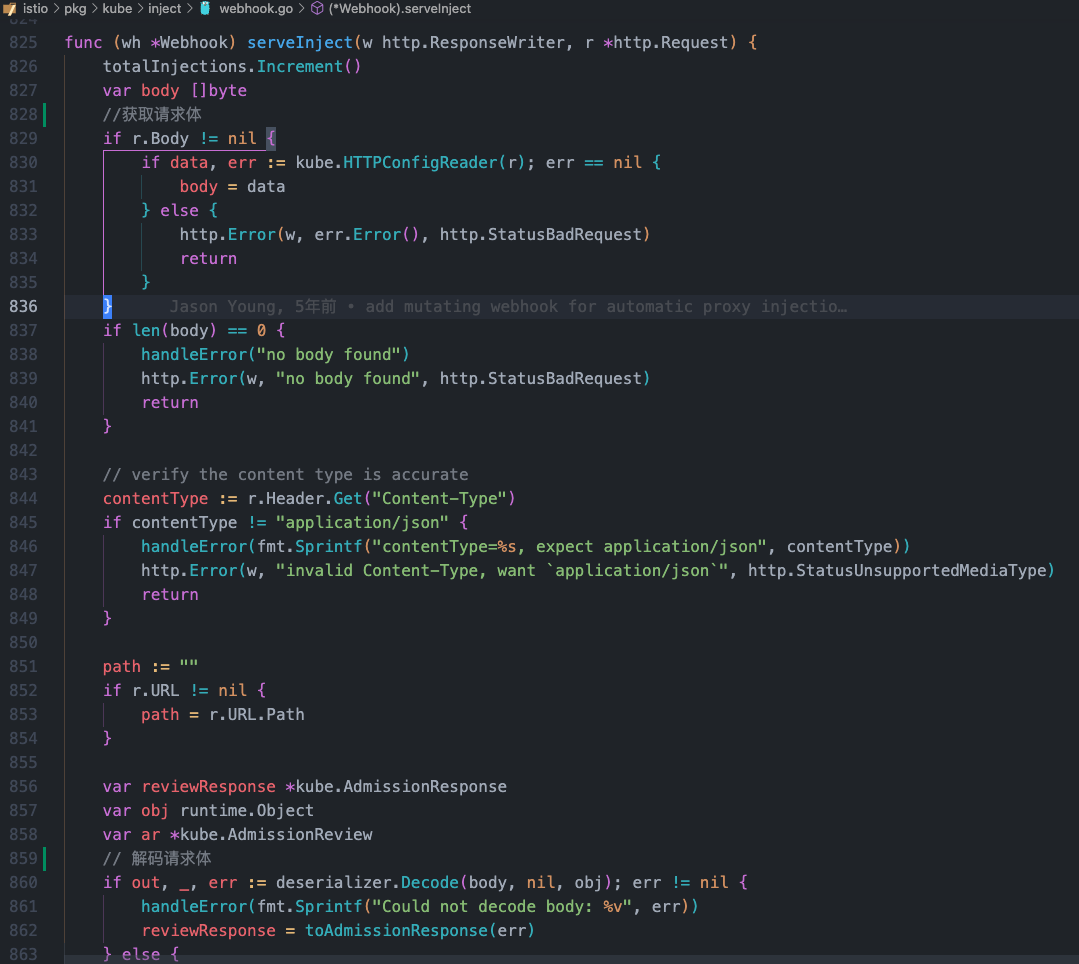 istio > pkg > kube > inject > webhook.go > (*Webhook).serveInject
824
825 func (wh *Webhook) serveInject(w http.ResponseWriter, r *http.Request) {
826 totalInjections.Increment()
827 var body []byte
828 //获取请求体
829 if r.Body != nil {
830 if data, err := kube.HTTPConfigReader(r); err == nil {
831 body = data
832 } else {
833 http.Error(w, err.Error(), http.StatusBadRequest)
834 return
835 }
836 } Jason Young, 5年前 • add mutating webhook for automatic proxy injectio…
837 if len(body) == 0 {
838 handleError("no body found")
839 http.Error(w, "no body found", http.StatusBadRequest)
840 return
841 }
842
843 // verify the content type is accurate
844 contentType := r.Header.Get("Content-Type")
845 if contentType != "application/json" {
846 handleError(fmt.Sprintf("contentType=%s, expect application/json", contentType))
847 http.Error(w, "invalid Content-Type, want `application/json`", http.StatusUnsupportedMediaType)
848 return
849 }
850
851 path := ""
852 if r.URL != nil {
853 path = r.URL.Path
854 }
855
856 var reviewResponse *kube.AdmissionResponse
857 var obj runtime.Object
858 var ar *kube.AdmissionReview
859 // 解码请求体
860 if out, _, err := deserializer.Decode(body, nil, obj); err != nil {
861 handleError(fmt.Sprintf("Could not decode body: %v", err))
862 reviewResponse = toAdmissionResponse(err)
863 } else {